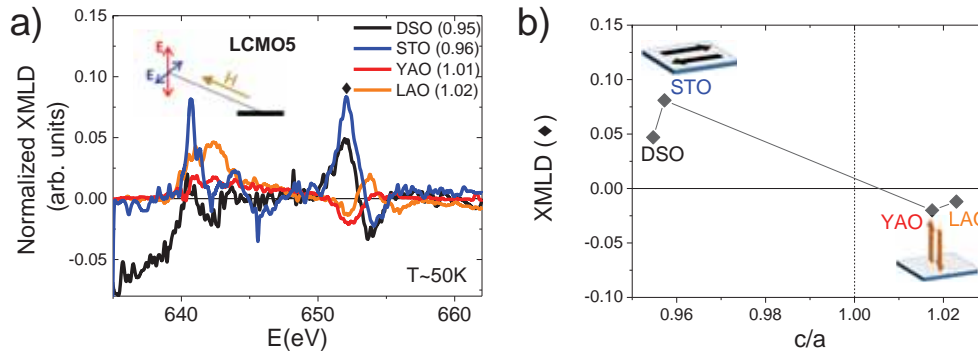 a)
LCMO5
E
E
H
DSO (0.95)
STO (0.96)
YAO (1.01)
LAO (1.02)
Normalized XMLD
(arb. units)
0.15
0.10
0.05
0.00
-0.05
T~50K
640
650
660
E(eV)
b)
XMLD (◆)
0.15
0.10
0.05
0.00
-0.05
-0.10
STO
DSO
YAO
LAO
0.96
0.98
1.00
1.02
c/a